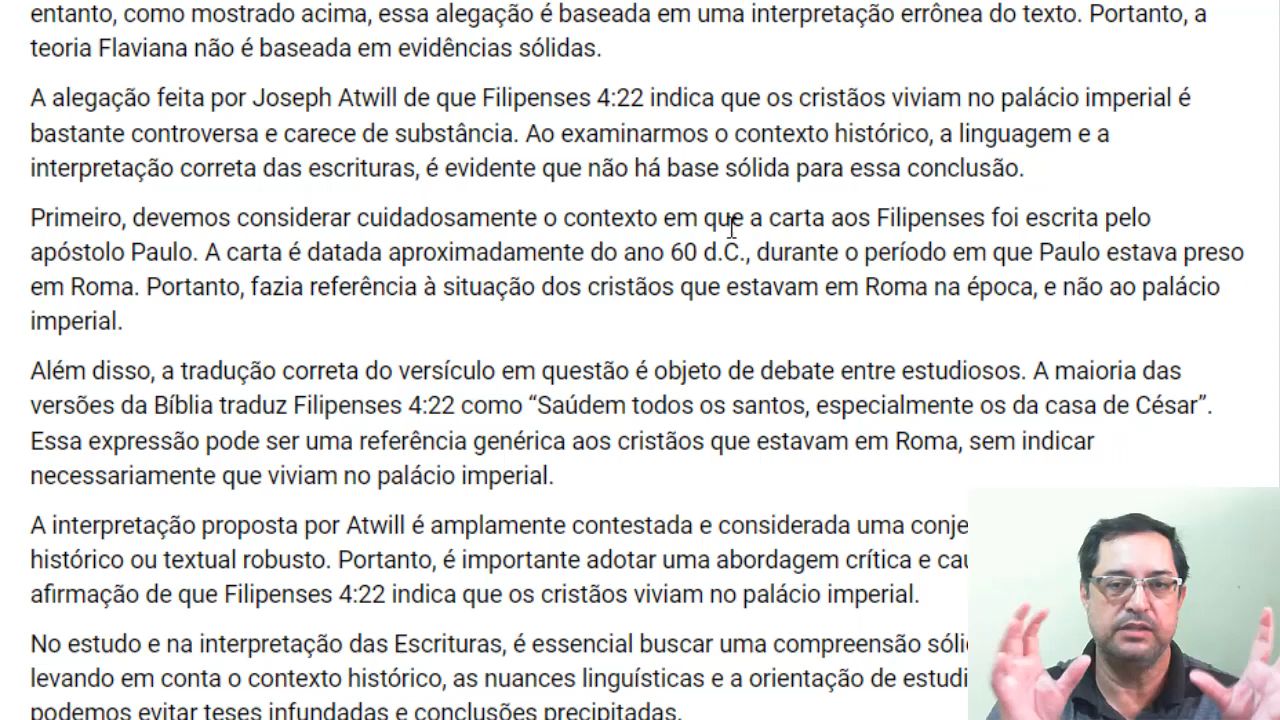 entanto, como mostrado acima, essa alegação é baseada em uma interpretação errônea do texto. Portanto, a
teoria Flaviana não é baseada em evidências sólidas.
A alegação feita por Joseph Atwill de que Filipenses 4:22 indica que os cristãos viviam no palácio imperial é
bastante controversa e carece de substância. Ao examinarmos o contexto histórico, a linguagem e a
interpretação correta das escrituras, é evidente que não há base sólida para essa conclusão.
Primeiro, devemos considerar cuidadosamente o contexto em que a carta aos Filipenses foi escrita pelo
apóstolo Paulo. A carta é datada aproximadamente do ano 60 d.C., durante o período em que Paulo estava preso
em Roma. Portanto, fazia referência à situação dos cristãos que estavam em Roma na época, e não ao palácio
imperial.
Além disso, a tradução correta do versículo em questão é objeto de debate entre estudiosos. A maioria das
versões da Bíblia traduz Filipenses 4:22 como “Saúdem todos os santos, especialmente os da casa de César”.
Essa expressão pode ser uma referência genérica aos cristãos que estavam em Roma, sem indicar
necessariamente que viviam no palácio imperial.
A interpretação proposta por Atwill é amplamente contestada e considerada uma conje
histórico ou textual robusto. Portanto, é importante adotar uma abordagem crítica e cau
afirmação de que Filipenses 4:22 indica que os cristãos viviam no palácio imperial.
No estudo e na interpretação das Escrituras, é essencial buscar uma compreensão sóli
levando em conta o contexto histórico, as nuances linguísticas e a orientação de estudi
podemos evitar teses infundadas e conclusões precipitadas.